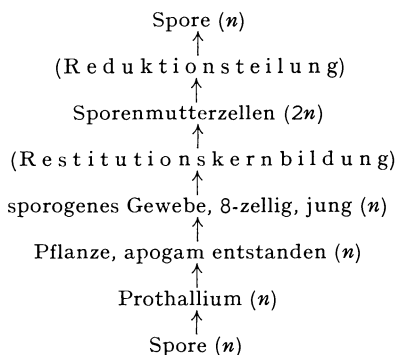 Spore (n)
(Reduktionsteilung)
Sporenmutterzellen (2n)
(Restitutionskernbildung)
sporogenes Gewebe, 8-zellig, jung (n)
Pflanze, apogam entstanden (n)
Prothallium (n)
Spore (n)